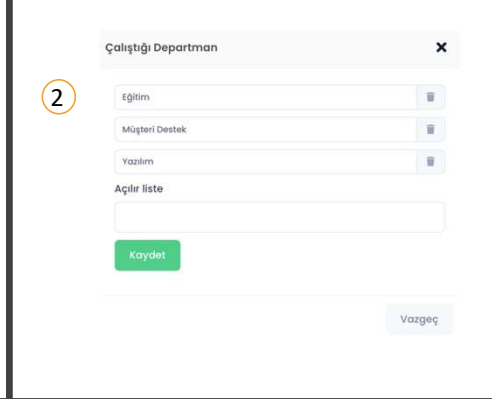 Çalıştığı Departman
2
Eğitim
Müşteri Destek
Yazılım
Açılır liste
Kaydet
Vazgeç